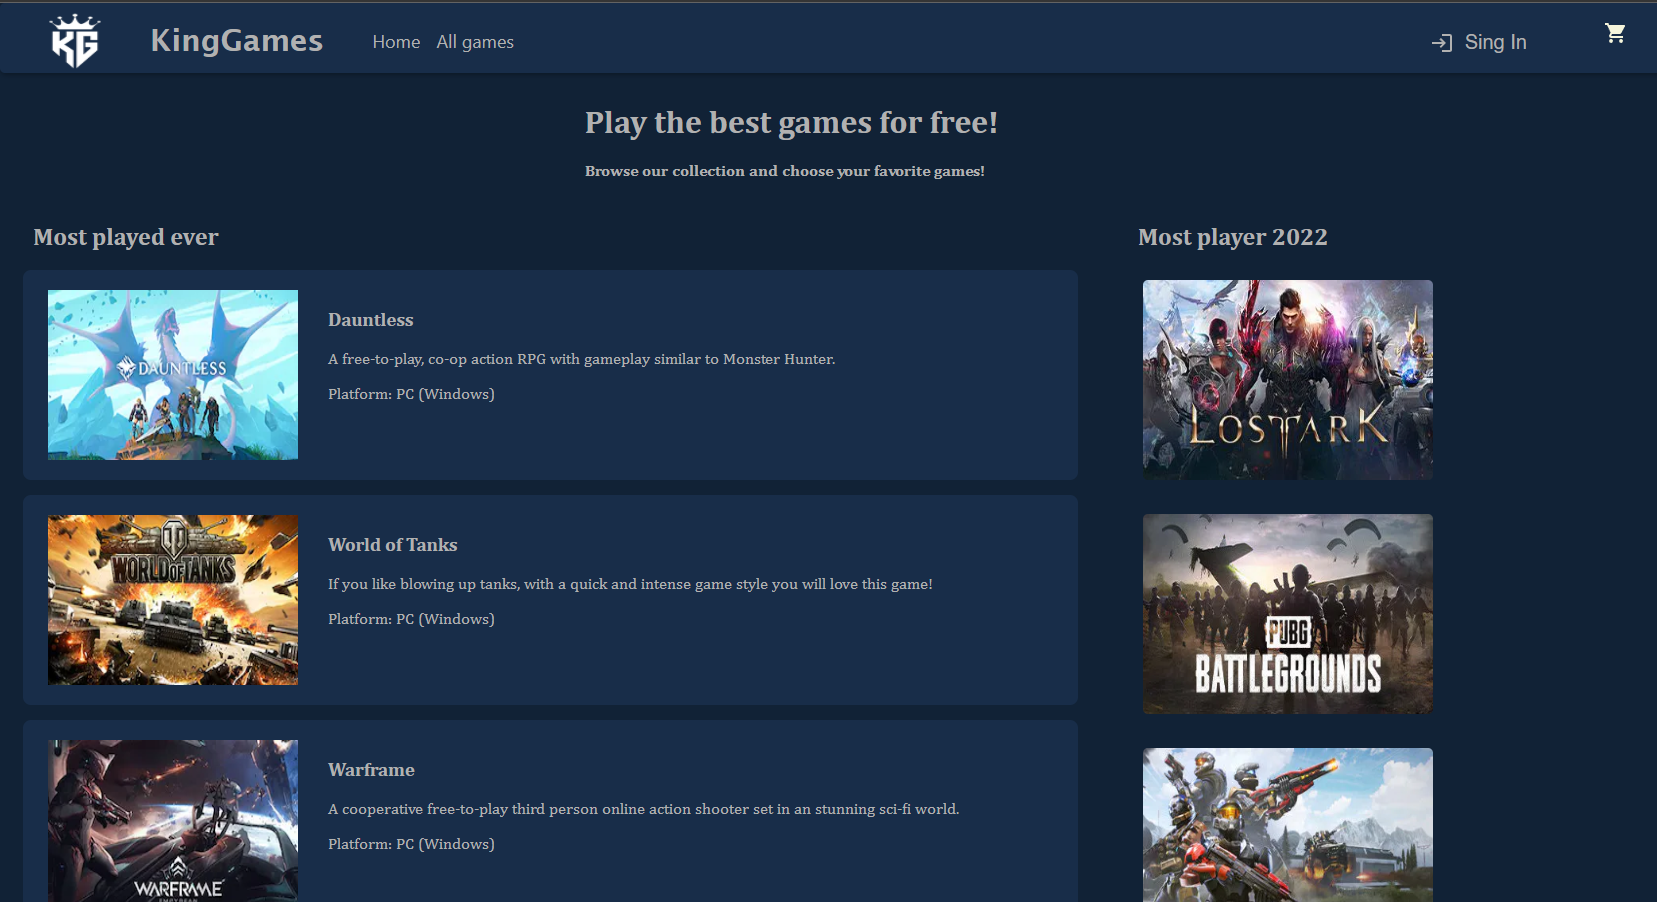 KG
KingGames
Home
All games
Sing In
Play the best games for free!
Browse our collection and choose your favorite games!
Most played ever
DAUNTLESS
Dauntless
A free-to-play, co-op action RPG with gameplay similar to Monster Hunter.
Platform: PC (Windows)
WORLD OF TANKS
World of Tanks
If you like blowing up tanks, with a quick and intense game style you will love this game!
Platform: PC (Windows)
WARFRAME
Warframe
A cooperative free-to-play third person online action shooter set in an stunning sci-fi world.
Platform: PC (Windows)
Most player 2022
LOST ARK
PUBG
BATTLEGROUNDS